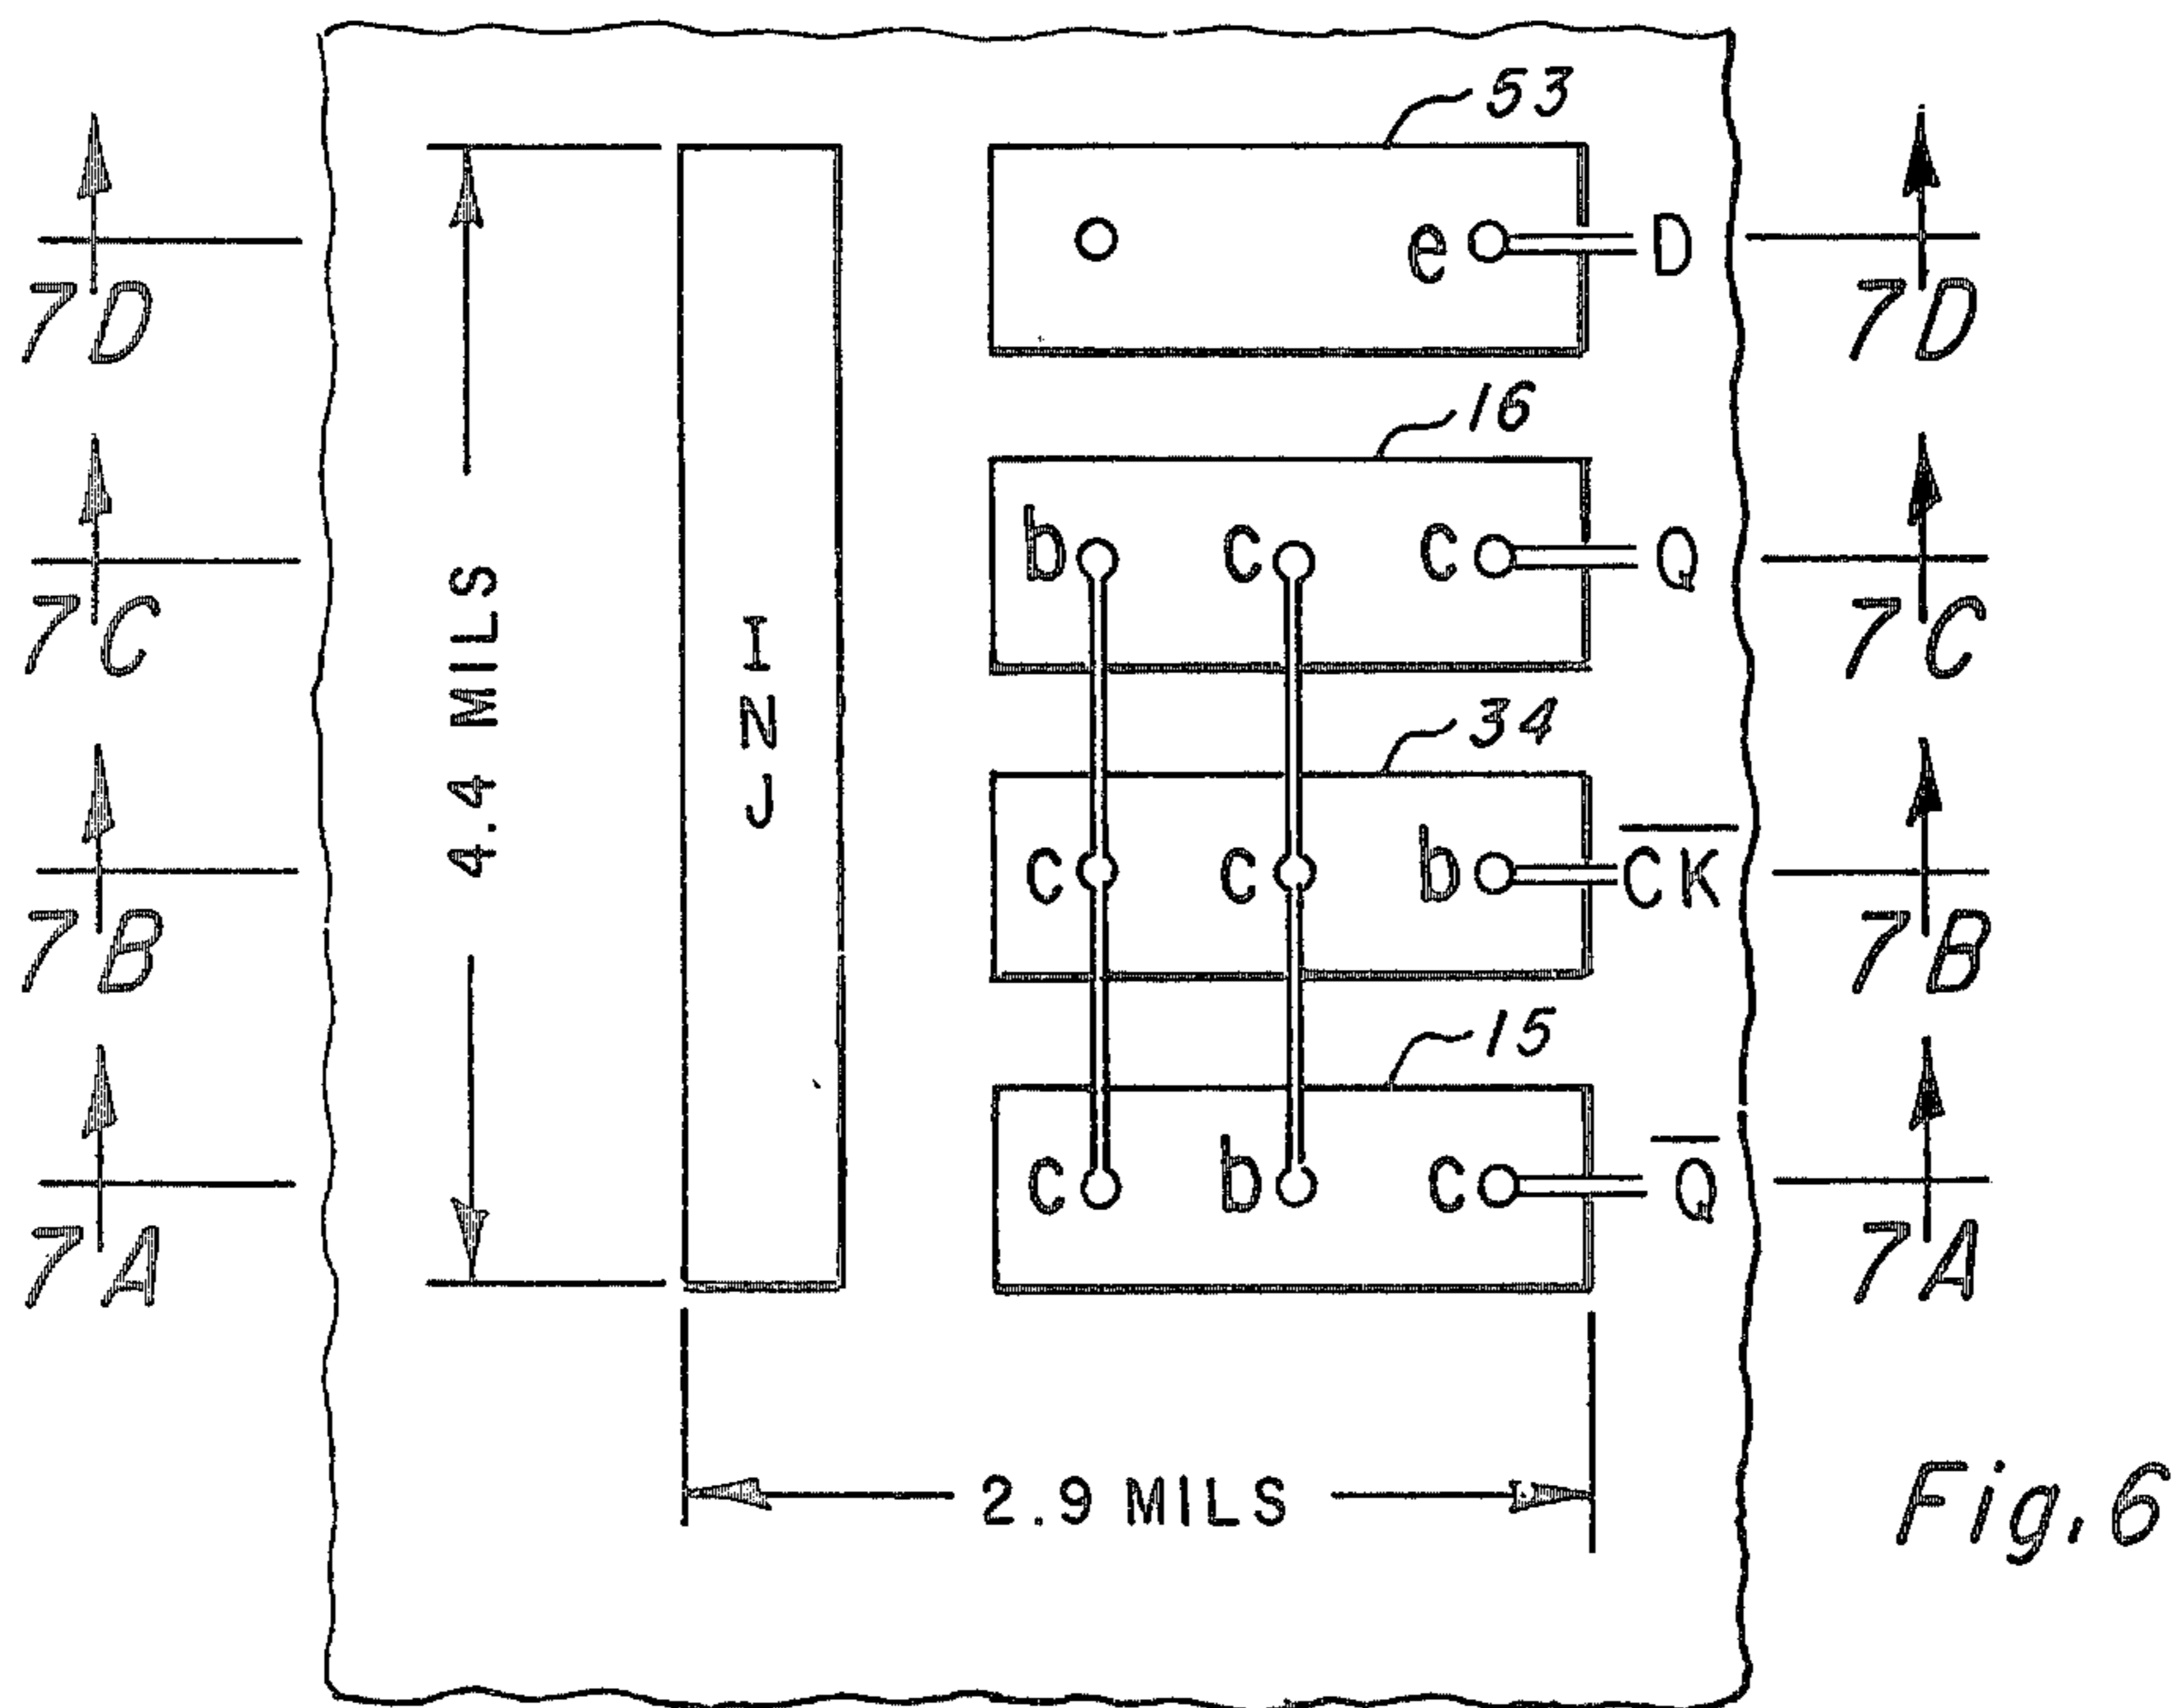 53
e D
7D 7D
16
b c c Q
7C 7C
4.4 MILS
INJ
34
c c b C̅K̅
7B 7B
15
c b c Q̅
7A 7A
2.9 MILS
Fig. 6